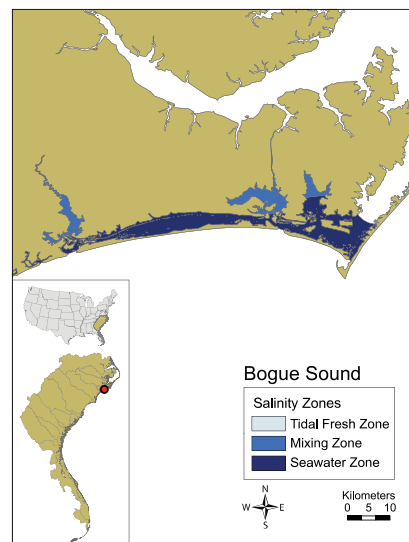 Bogue Sound
Salinity Zones
Tidal Fresh Zone
Mixing Zone
Seawater Zone
N
W E
S
Kilometers
0 5 10